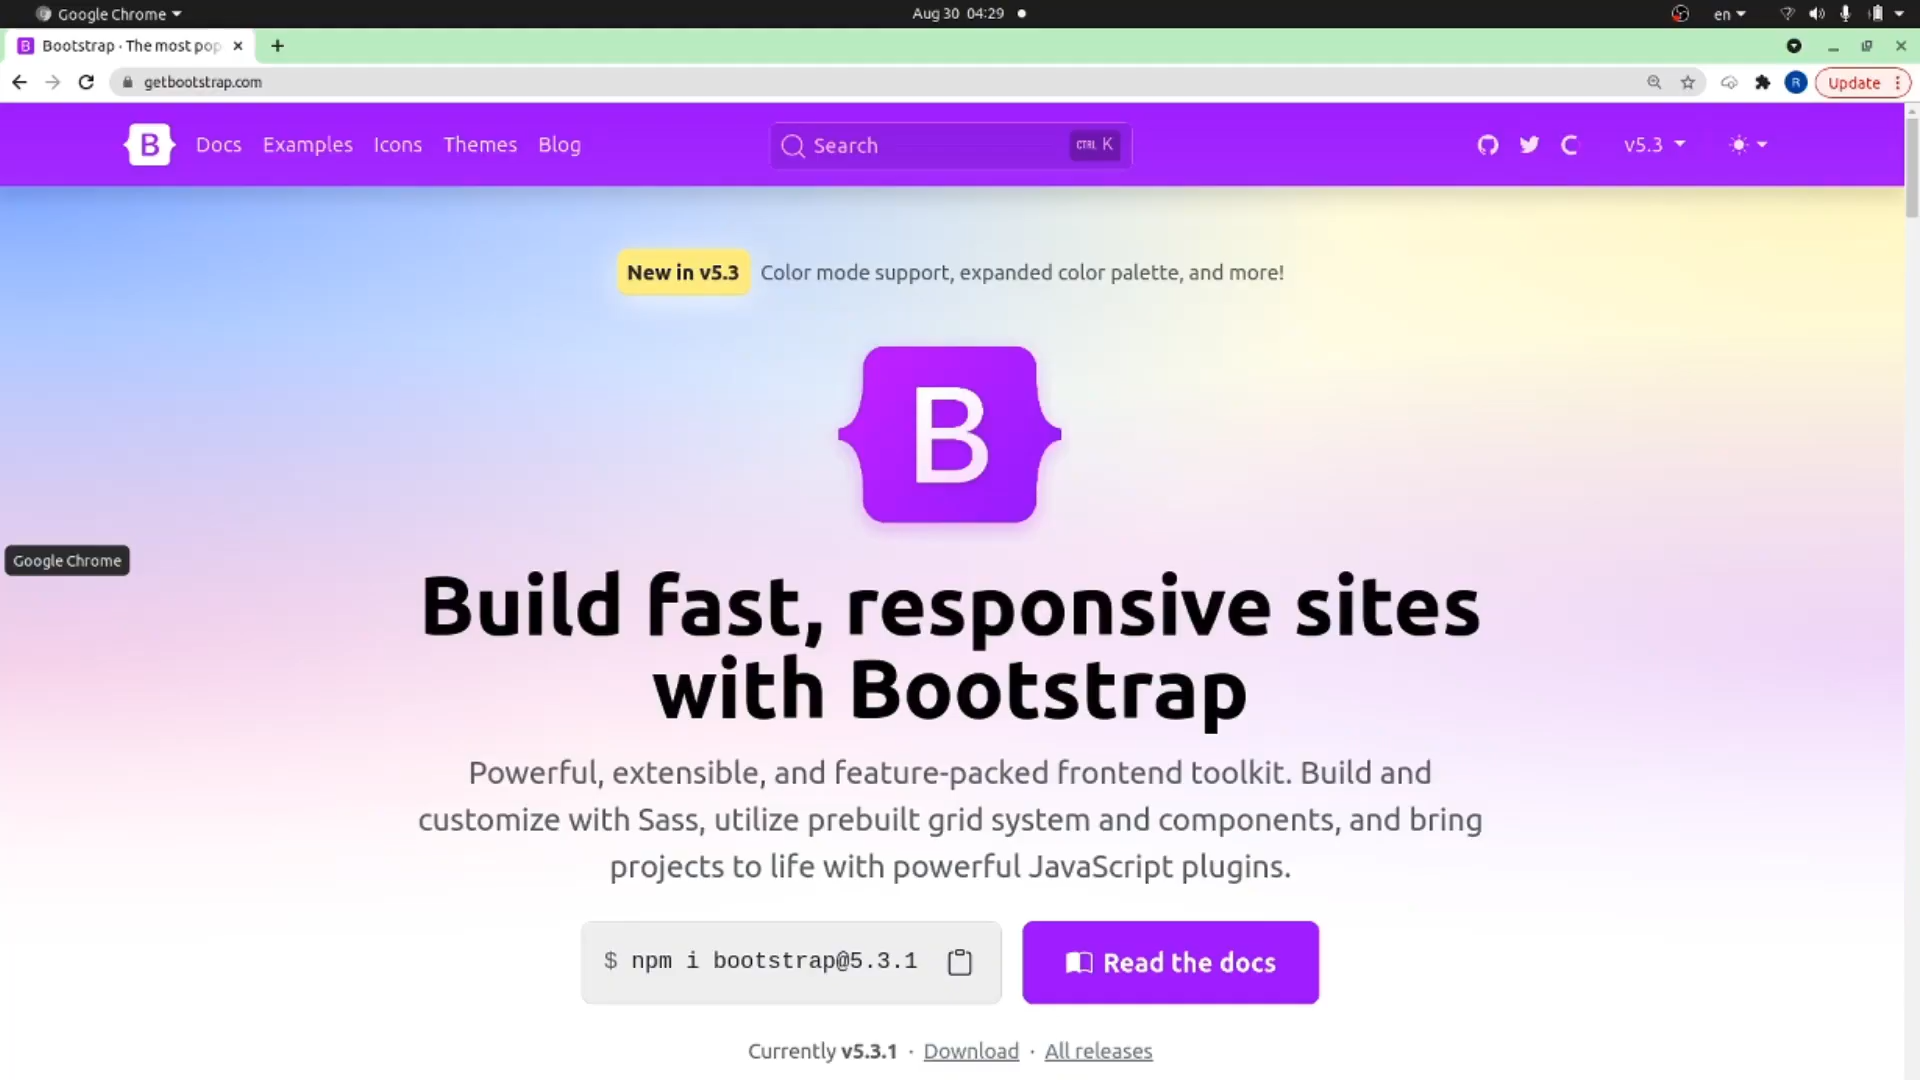 Google Chrome
Aug 30 04:29
en
Bootstrap · The most pop
getbootstrap.com
R
Update
B
Docs
Examples
Icons
Themes
Blog
Search
CTRL K
v5.3
New in v5.3
Color mode support, expanded color palette, and more!
B
Google Chrome
Build fast, responsive sites
with Bootstrap
Powerful, extensible, and feature-packed frontend toolkit. Build and
customize with Sass, utilize prebuilt grid system and components, and bring
projects to life with powerful JavaScript plugins.
$ npm i bootstrap@5.3.1
Read the docs
Currently v5.3.1 · Download · All releases